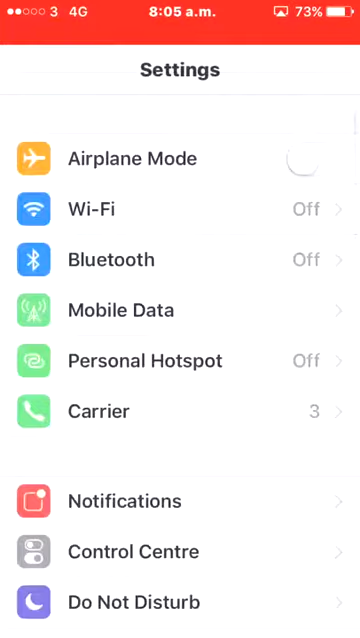 3 4G 8:05 a.m. 73%
Settings
Airplane Mode
Wi-Fi Off
Bluetooth Off
Mobile Data
Personal Hotspot Off
Carrier 3
Notifications
Control Centre
Do Not Disturb